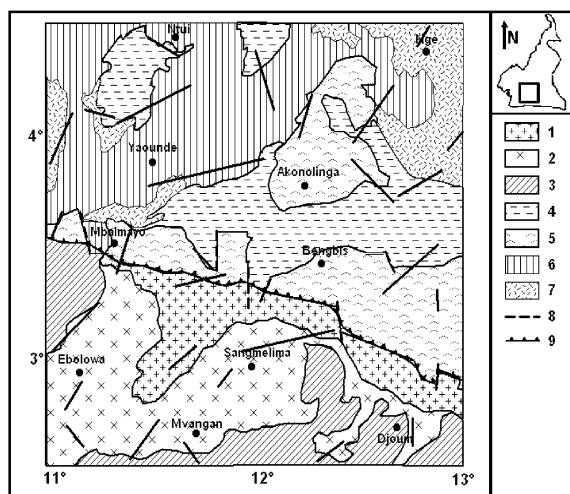 Ntui
Nge
N
4°
Yaounde
Akonolinga
Mbalmayo
Bengbis
3°
Ebolowa
Sangmelima
Mvangan
Djoum
11°
12°
13°
1
2
3
4
5
6
7
8
9